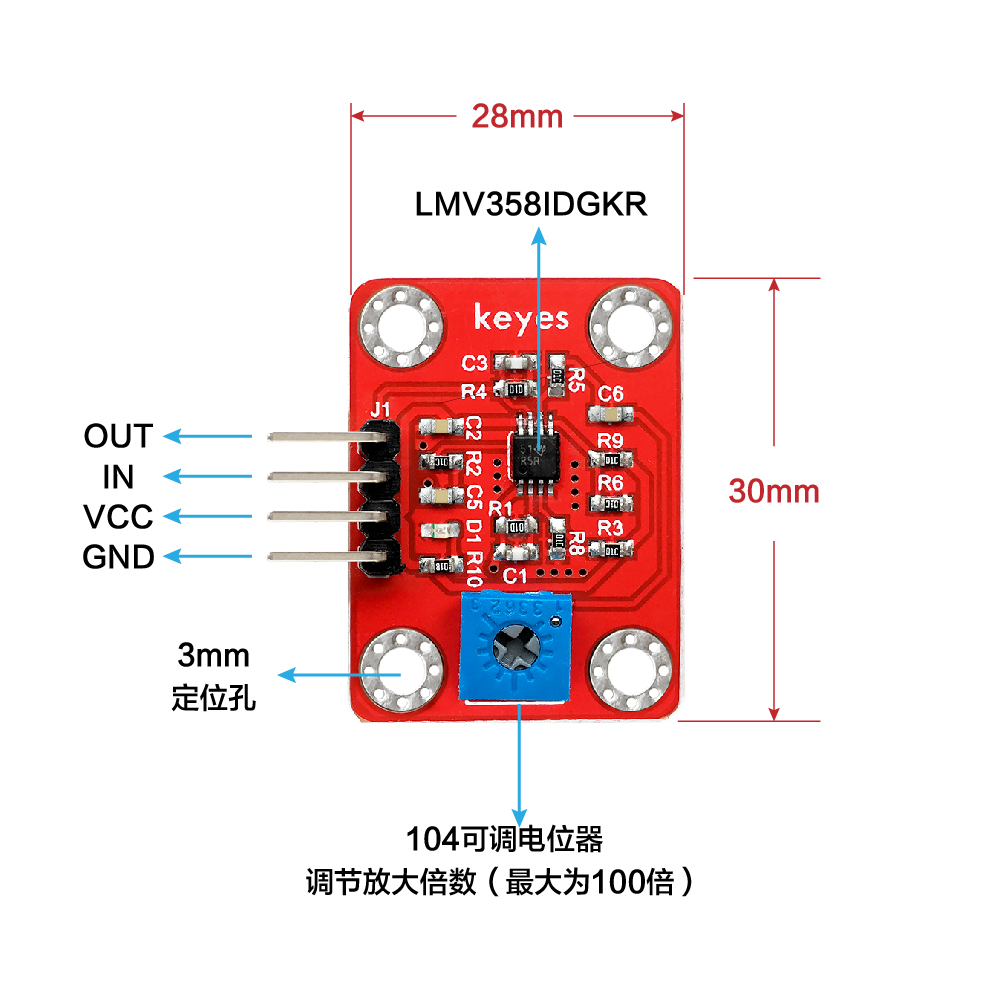 28mm
LMV358IDGKR
keyes
C3
R4
R5
J1
C6
C2
R9
R2
R6
C5
R1
D1
R3
R8
R10
C1
OUT
IN
VCC
GND
30mm
3362
3mm
定位孔
104可调电位器
调节放大倍数（最大为100倍）